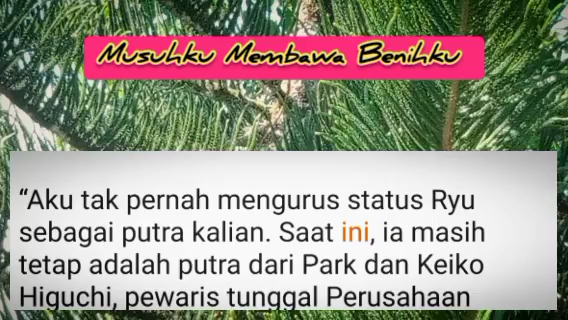 Musuhku Membawa Benihku
“Aku tak pernah mengurus status Ryu
sebagai putra kalian. Saat ini, ia masih
tetap adalah putra dari Park dan Keiko
Higuchi, pewaris tunggal Perusahaan